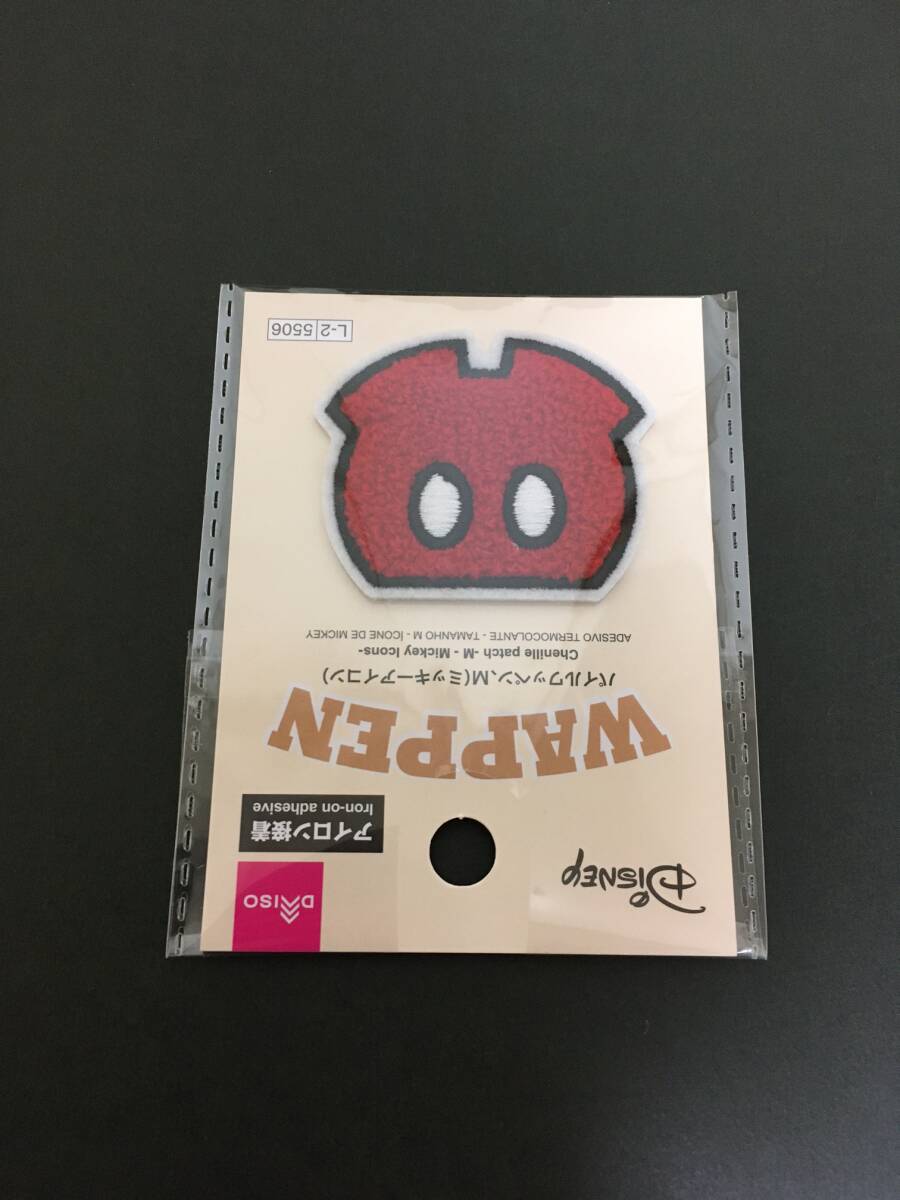 Disney
DAISO
アイロン接着
Iron-on adhesive
WAPPEN
パイルワッペン、M(ミッキーアイコン)
Chenille patch -M - Mickey Icons-
ADESIVO TERMOCOLANTE - TAMANHO M - ÍCONE DE MICKEY
L-2 5506